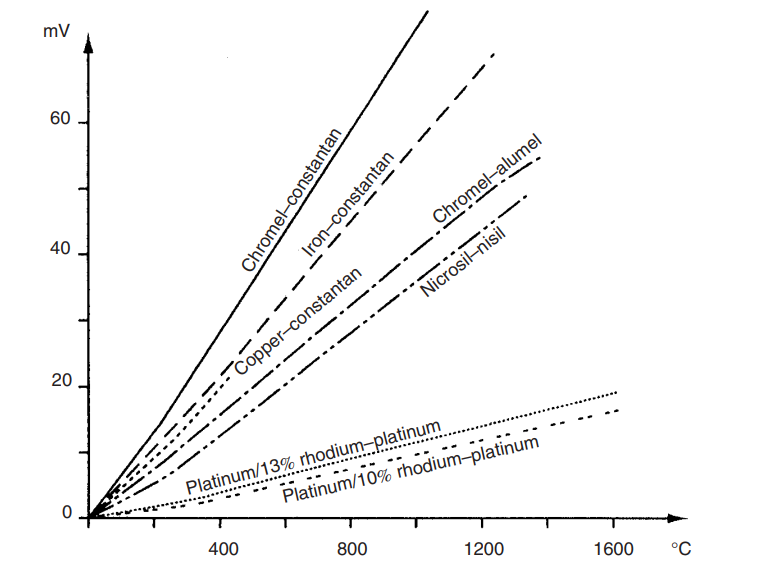 mV
60
40
20
0
Chromel–constantan
Iron–constantan
Copper–constantan
Chromel–alumel
Nicrosil–nisil
Platinum/13% rhodium–platinum
Platinum/10% rhodium–platinum
400 800 1200 1600 °C